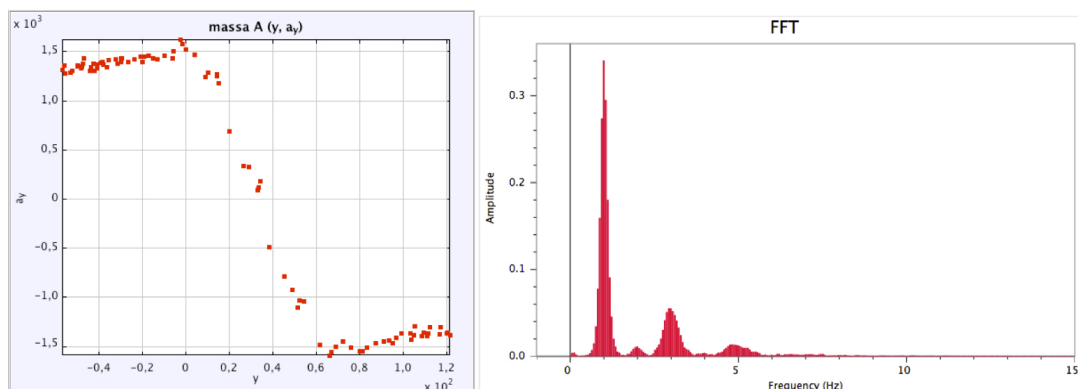 x 10³
massa A (y, aᵧ)
1,5
1,0
0,5
0
-0,5
-1,0
-1,5
aᵧ
-0,4 -0,2 0 0,2 0,4 0,6 0,8 1,0 1,2
y
x 10²
FFT
0.3
0.2
0.1
0.0
Amplitude
0 5 10 15
Frequency (Hz)